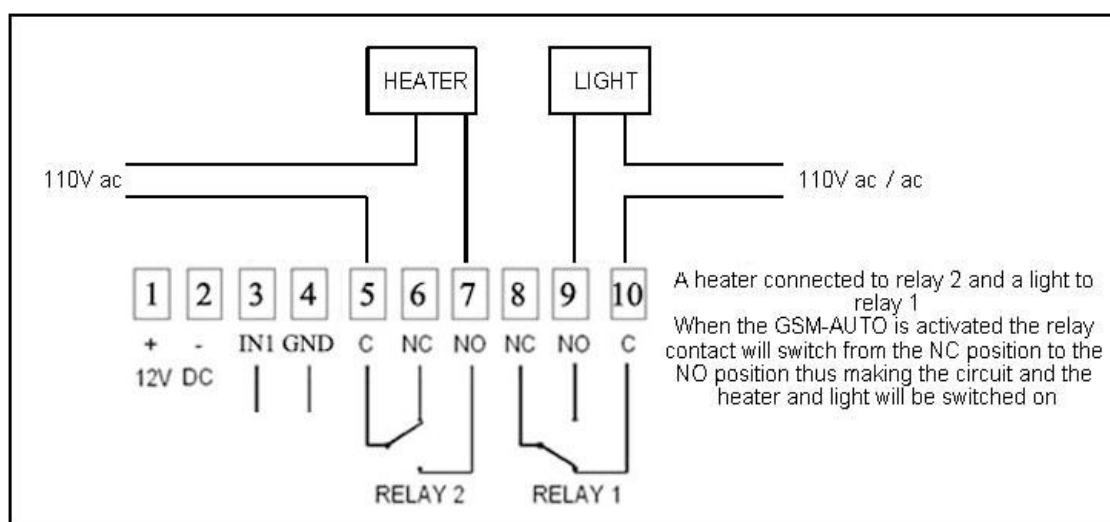 HEATER
LIGHT
110V ac
110V ac / ac
1 2 3 4 5 6 7 8 9 10
+ - IN1 GND C NC NO NC NO C
12V DC
A heater connected to relay 2 and a light to
relay 1
When the GSM-AUTO is activated the relay
contact will switch from the NC position to the
NO position thus making the circuit and the
heater and light will be switched on
RELAY 2
RELAY 1